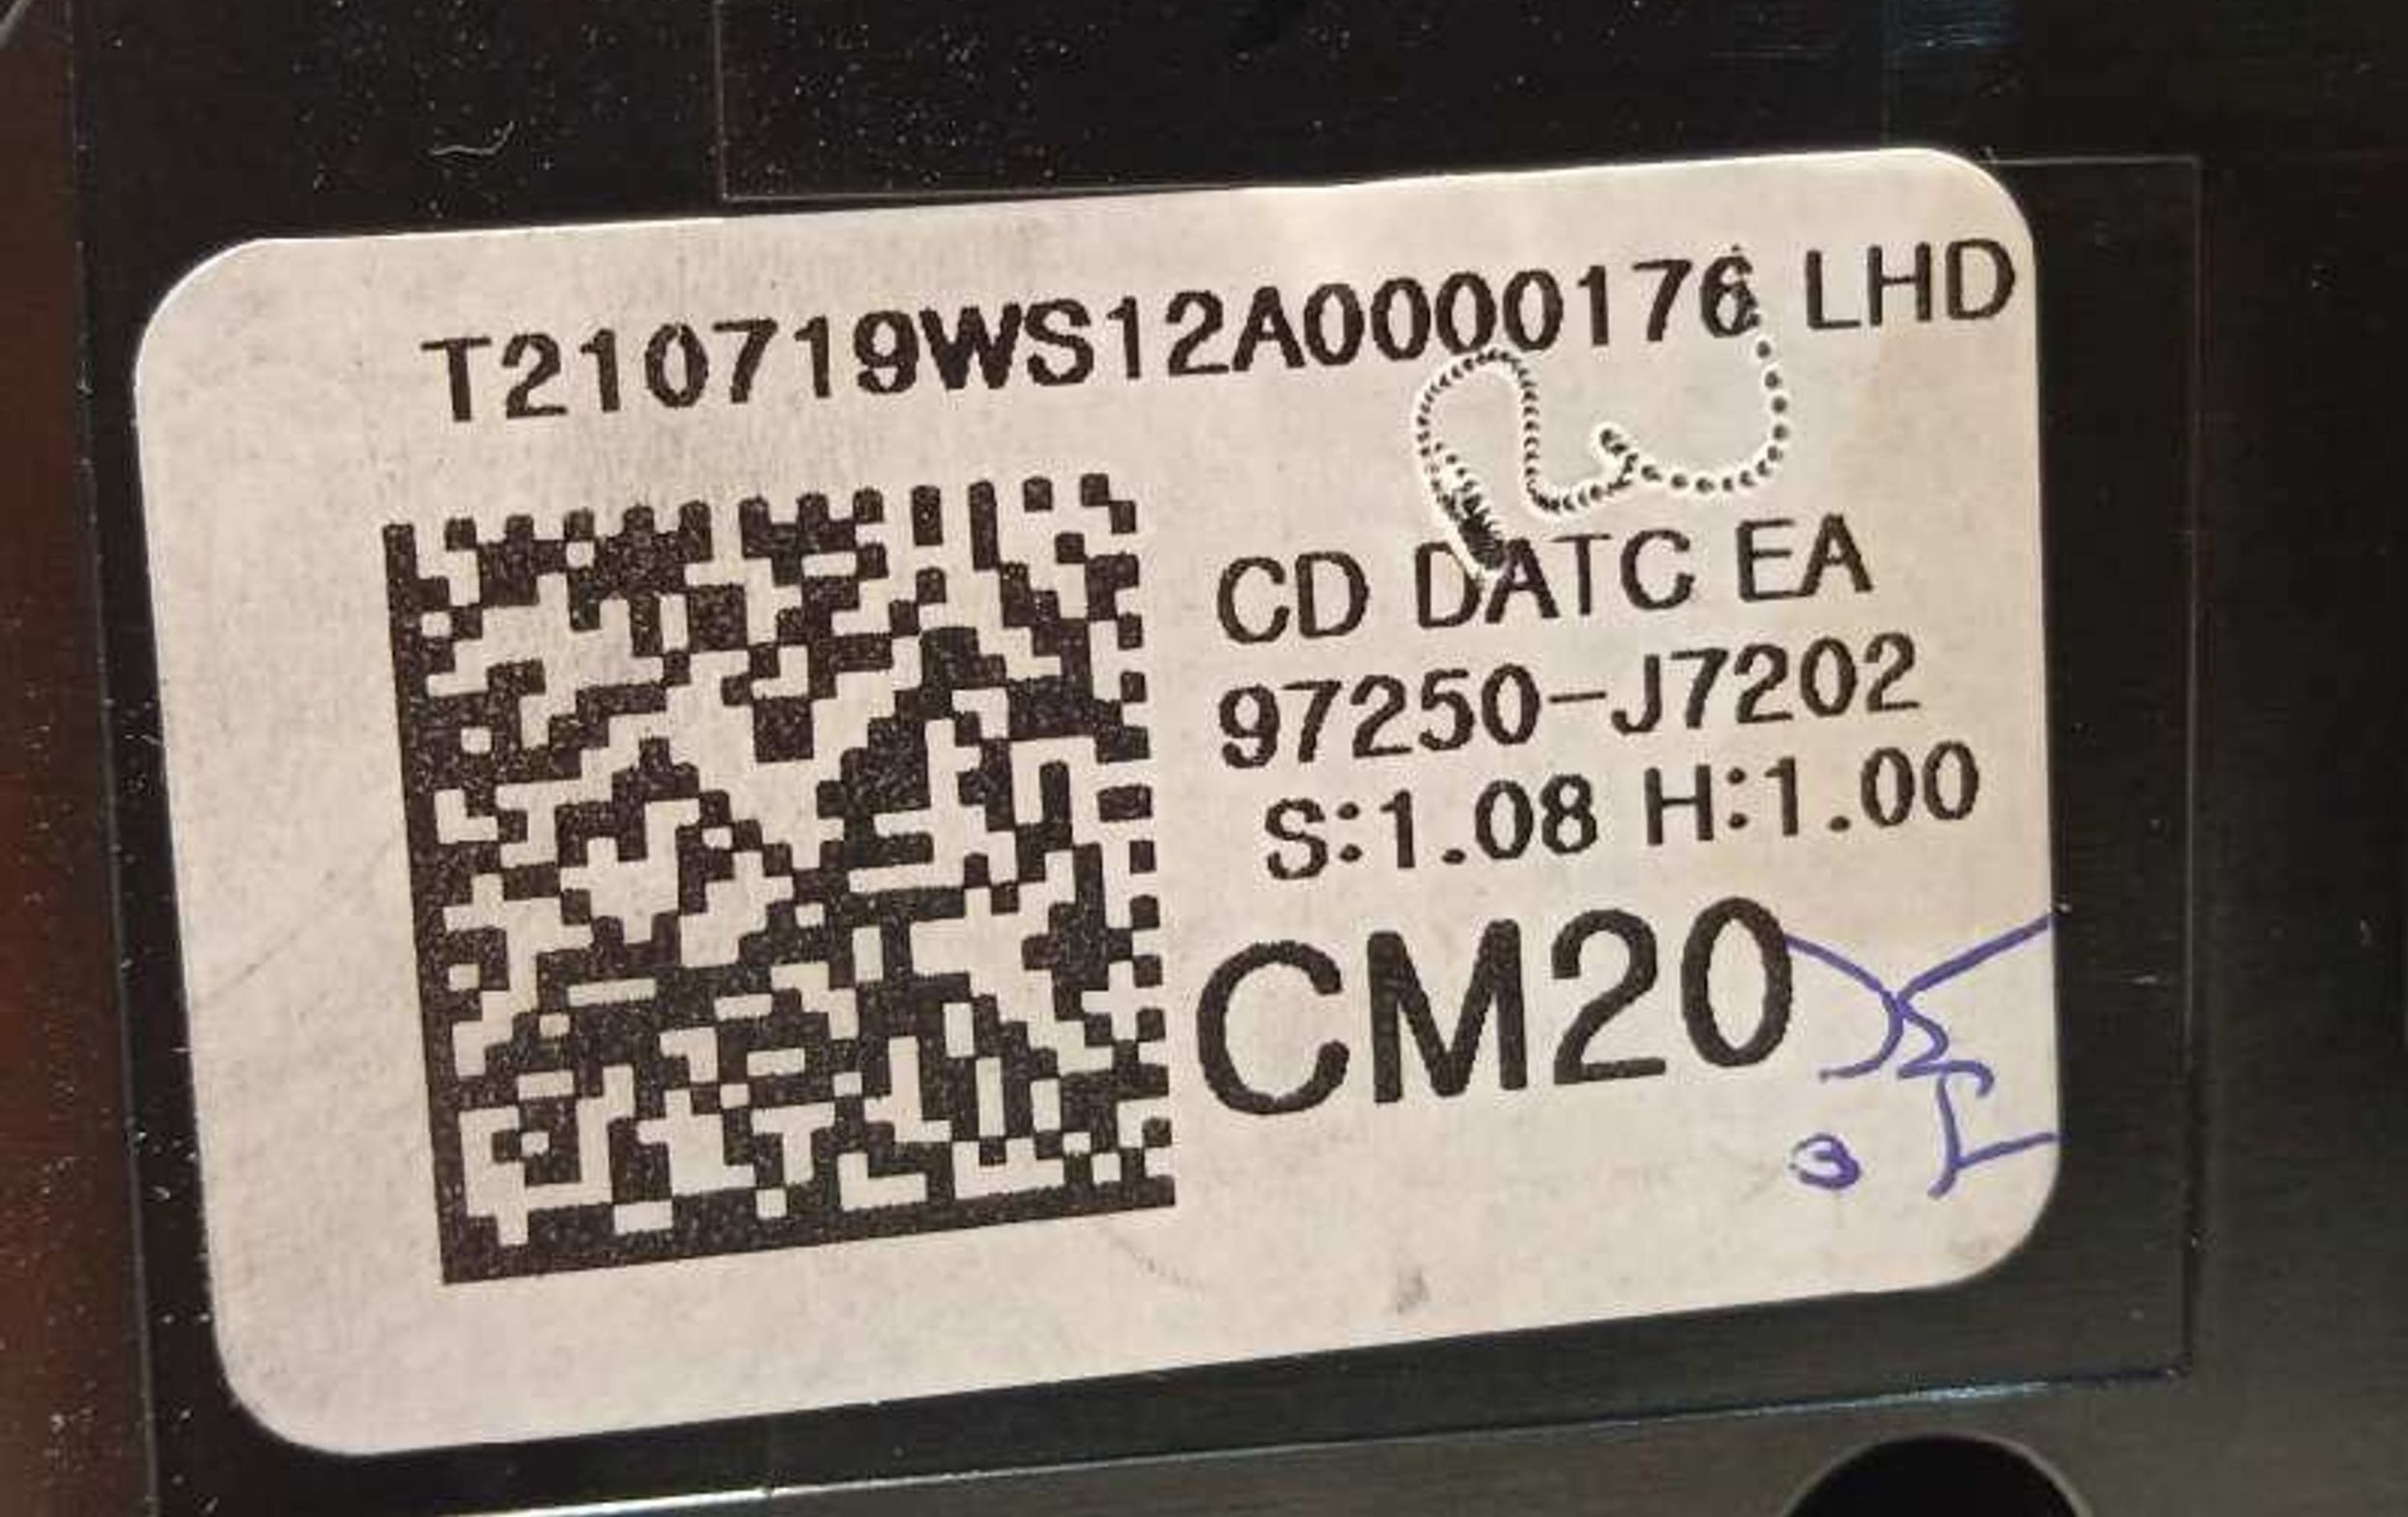 T210719WS12A0000176 LHD
CD DATC EA
97250-J7202
S:1.08 H:1.00
CM20